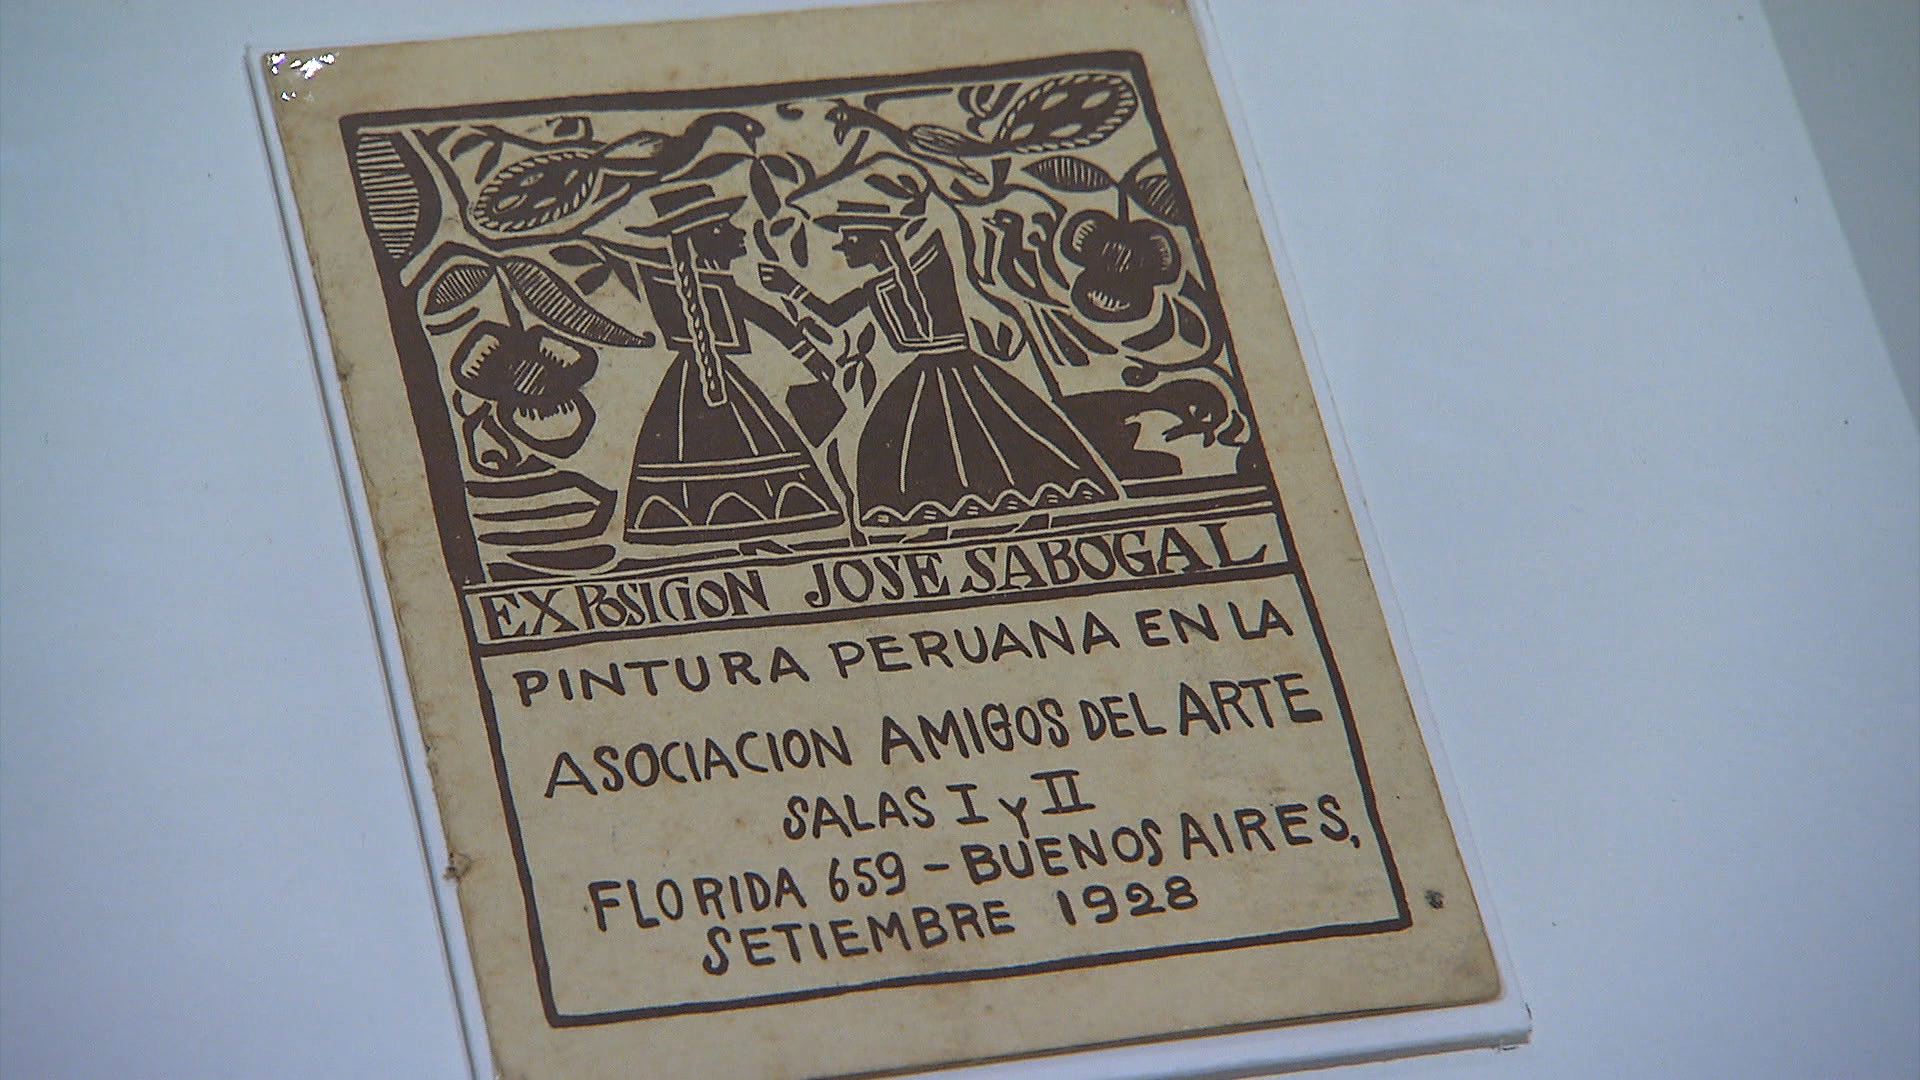 EXPOSICION JOSE SABOGAL
PINTURA PERUANA EN LA
ASOCIACION AMIGOS DEL ARTE
SALAS I y II
FLORIDA 659 - BUENOS AIRES,
SETIEMBRE 1928